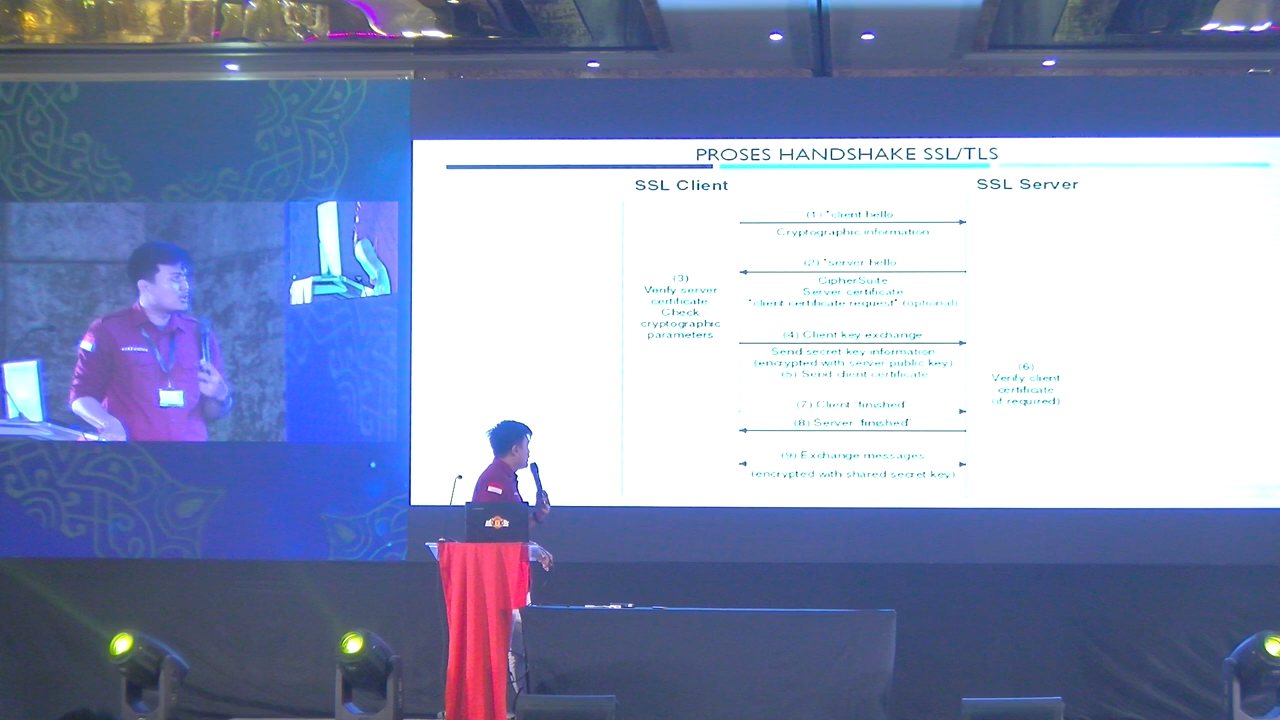 PROSES HANDSHAKE SSL/TLS
SSL Client
SSL Server
(1) "client hello
Cryptographic information
(2) "server hello
CipherSuite
Server certificate
"client certificate request" (optional)
(3)
Verify server
certificate
Check
cryptographic
parameters
(4) Client key exchange
Send secret key information
(encrypted with server public key)
(5) Send client certificate
(6)
Verify client
certificate
(if required)
(7) Client "finished
(8) Server "finished"
(9) Exchange messages
(encrypted with shared secret key)